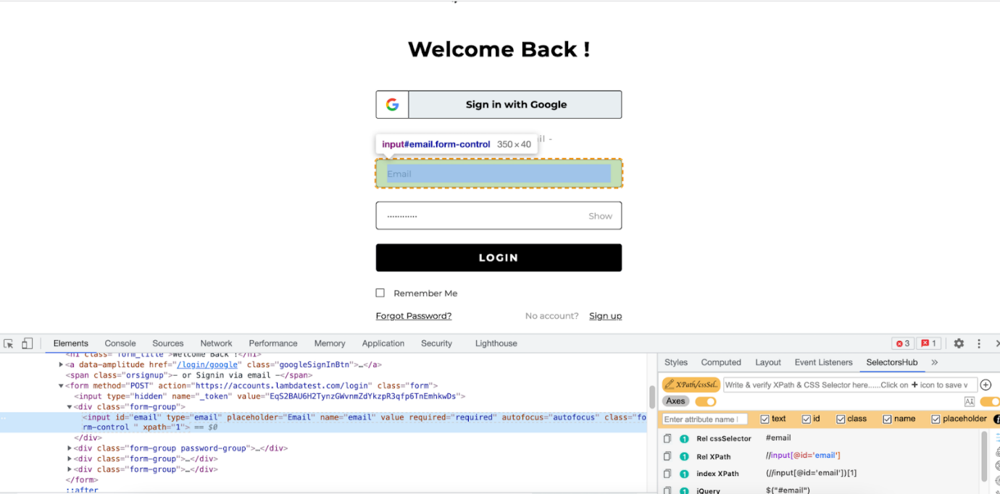 Welcome Back !
Sign in with Google
il -
input#email.form-control 350 × 40
Email
Show
LOGIN
Remember Me
Forgot Password? No account? Sign up
Elements Console Sources Network Performance Memory Application Security Lighthouse 3 1
<h1 class="form_title">Welcome Back !</h1>
<a data-amplitude href="/login/google" class="googleSignInBtn">…</a>
<span class="orsignup">- or Signin via email -</span>
<form method="POST" action="https://accounts.lambdatest.com/login" class="form">
<input type="hidden" name="_token" value="EqS2BAU6H2TynzGWvnmZdYkzpR3qfp6TnEmhkwDs">
<div class="form-group">
<input id="email" type="email" placeholder="Email" name="email" value required="required" autofocus="autofocus" class="fo
rm-control " xpath="1"> == $0
</div>
<div class="form-group password-group">…</div>
<div class="form-group">…</div>
<div class="form-group">…</div>
</form>
::after
Styles Computed Layout Event Listeners SelectorsHub »
XPath/cssSel.. Write & verify XPath & CSS Selector here......Click on + icon to save v
Axes
Enter attribute name text id class name placeholder
1 Rel cssSelector #email
1 Rel XPath //input[@id='email']
1 index XPath (//input[@id='email'])[1]
1 jQuery $("#email")